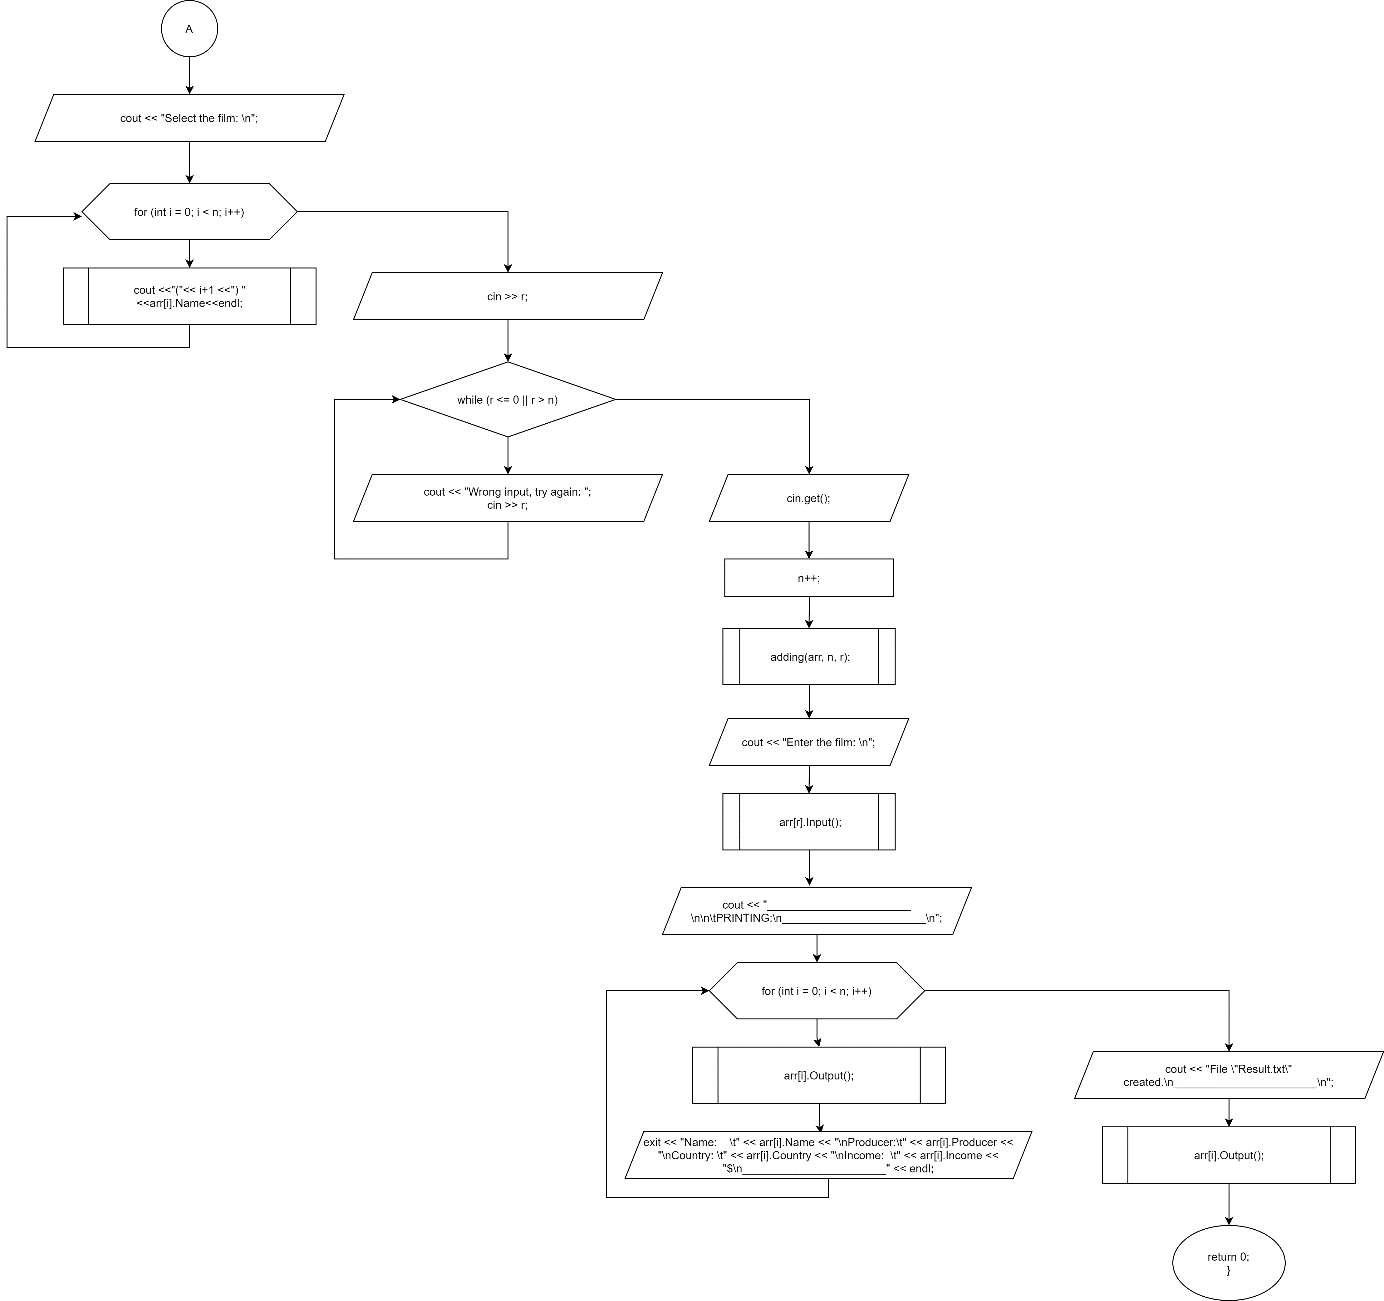 A
cout << "Select the film: \n";
for (int i = 0; i < n; i++)
cout <<"("<< i+1 <<") "
<<arr[i].Name<<endl;
cin >> r;
while (r <= 0 || r > n)
cout << "Wrong input, try again: ";
cin >> r;
cin.get();
n++;
adding(arr, n, r);
cout << "Enter the film: \n";
arr[r].Input();
cout << "________________________
\n\n\tPRINTING:\n________________________\n";
for (int i = 0; i < n; i++)
arr[i].Output();
exit << "Name:    \t" << arr[i].Name << "\nProducer:\t" << arr[i].Producer <<
"\nCountry: \t" << arr[i].Country << "\nIncome:  \t" << arr[i].Income <<
"$\n________________________" << endl;
cout << "File \"Result.txt\"
created.\n________________________\n";
arr[i].Output();
return 0;
}